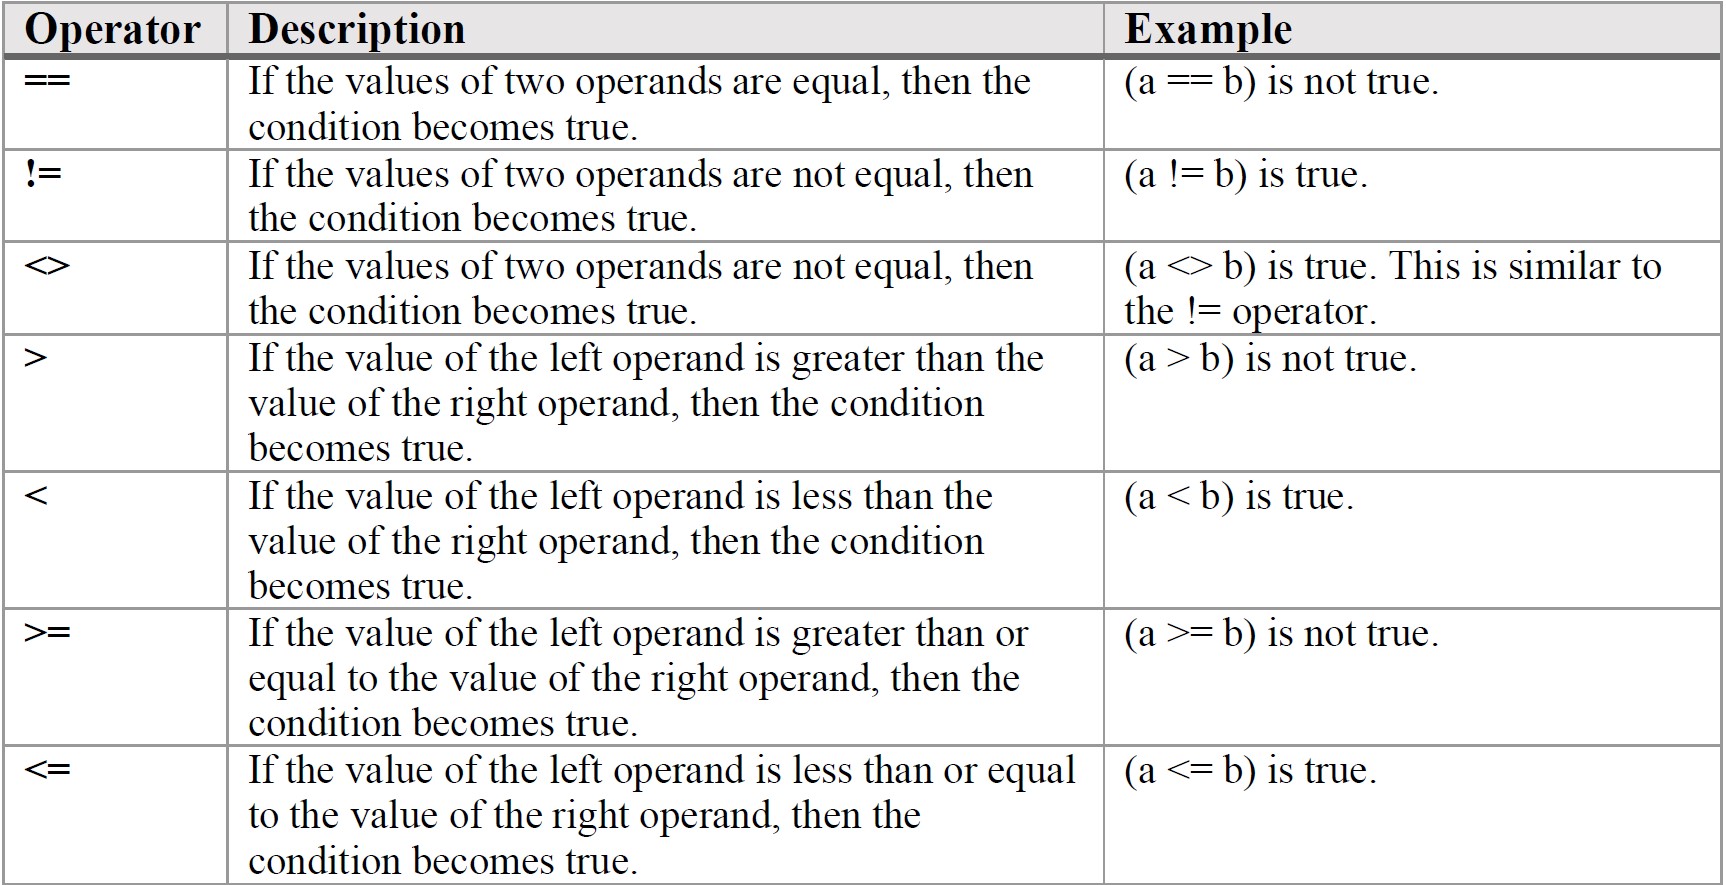 Operator Description Example
== If the values of two operands are equal, then the (a == b) is not true.
condition becomes true.
!= If the values of two operands are not equal, then (a != b) is true.
the condition becomes true.
<> If the values of two operands are not equal, then (a <> b) is true. This is similar to
the condition becomes true. the != operator.
> If the value of the left operand is greater than the (a > b) is not true.
value of the right operand, then the condition
becomes true.
< If the value of the left operand is less than the (a < b) is true.
value of the right operand, then the condition
becomes true.
>= If the value of the left operand is greater than or (a >= b) is not true.
equal to the value of the right operand, then the
condition becomes true.
<= If the value of the left operand is less than or equal (a <= b) is true.
to the value of the right operand, then the
condition becomes true.